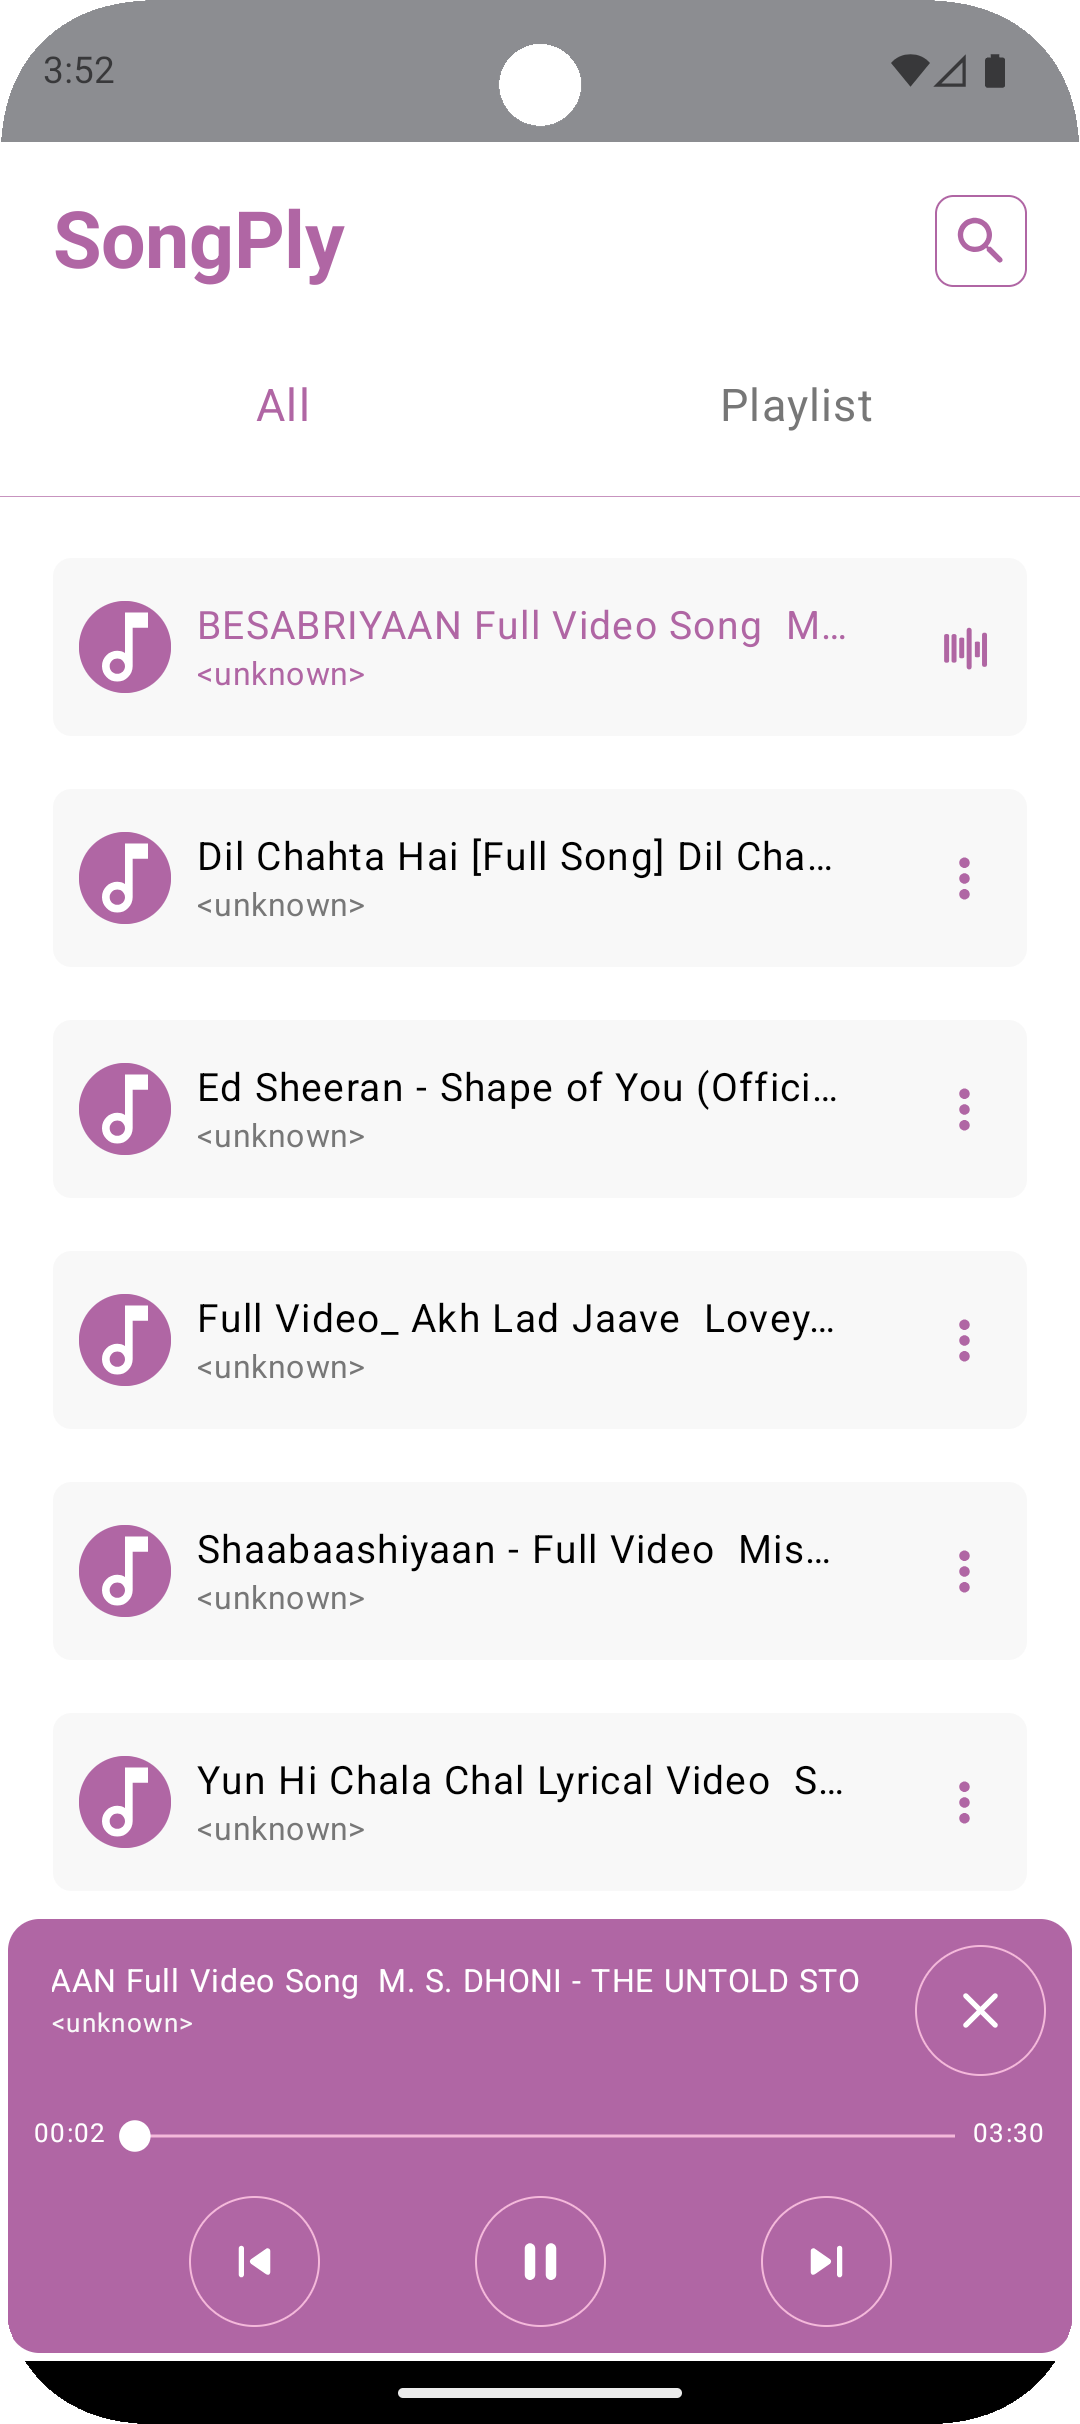 3:52
SongPly
All Playlist
BESABRIYAAN Full Video Song  M...
<unknown>
Dil Chahta Hai [Full Song] Dil Cha...
<unknown>
Ed Sheeran - Shape of You (Offici...
<unknown>
Full Video_ Akh Lad Jaave  Lovey...
<unknown>
Shaabaashiyaan - Full Video  Mis...
<unknown>
Yun Hi Chala Chal Lyrical Video  S...
<unknown>
AAN Full Video Song  M. S. DHONI - THE UNTOLD STO
<unknown>
00:02 03:30